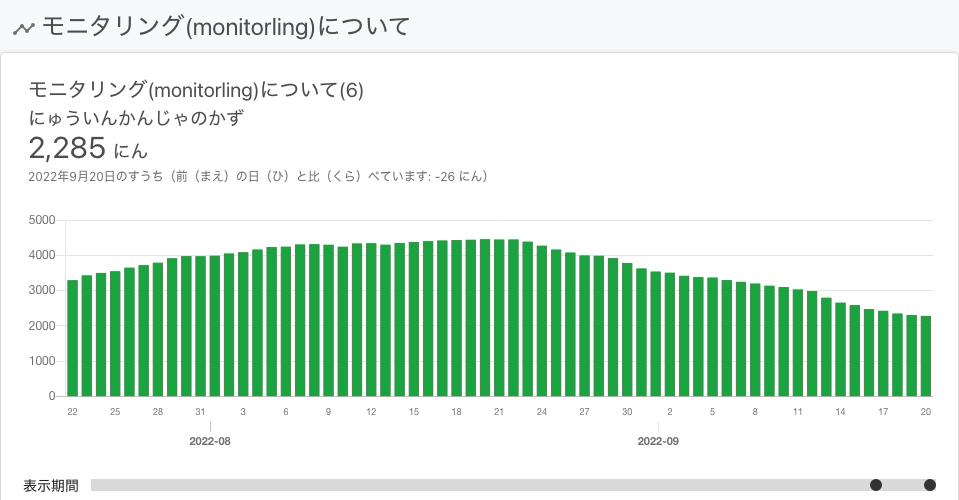 モニタリング(monitorling)について
モニタリング(monitorling)について(6)
にゅういんかんじゃのかず
2,285 にん
2022年9月20日のすうち（前（まえ）の日（ひ）と比（くら）べています: -26 にん）
5000
4000
3000
2000
1000
0
22 25 28 31 3 6 9 12 15 18 21 24 27 30 2 5 8 11 14 17 20
2022-08 2022-09
表示期間